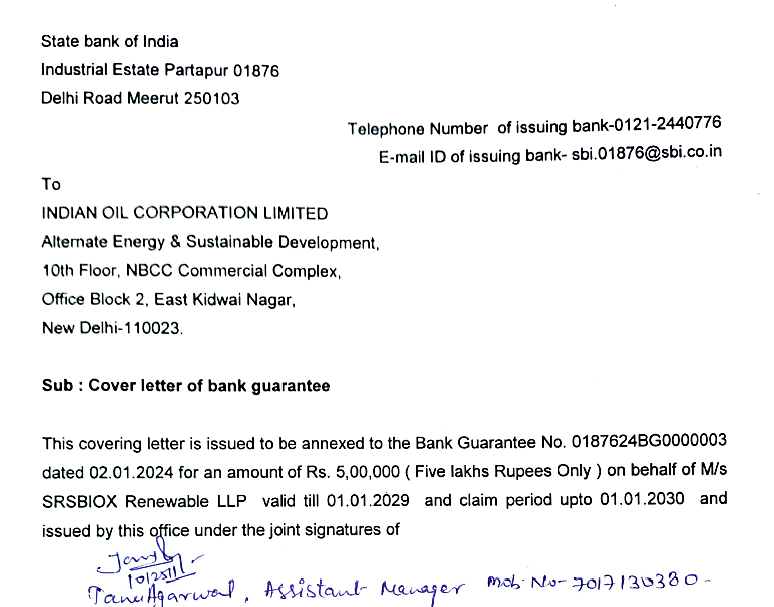 State bank of India
Industrial Estate Partapur 01876
Delhi Road Meerut 250103
Telephone Number of issuing bank-0121-2440776
E-mail ID of issuing bank- sbi.01876@sbi.co.in
To
INDIAN OIL CORPORATION LIMITED
Alternate Energy & Sustainable Development,
10th Floor, NBCC Commercial Complex,
Office Block 2, East Kidwai Nagar,
New Delhi-110023.
Sub : Cover letter of bank guarantee
This covering letter is issued to be annexed to the Bank Guarantee No. 0187624BG0000003
dated 02.01.2024 for an amount of Rs. 5,00,000 ( Five lakhs Rupees Only ) on behalf of M/s
SRSBIOX Renewable LLP valid till 01.01.2029 and claim period upto 01.01.2030 and
issued by this office under the joint signatures of
Tanu Agarwal, Assistant Manager Mob. No- 7017130380-